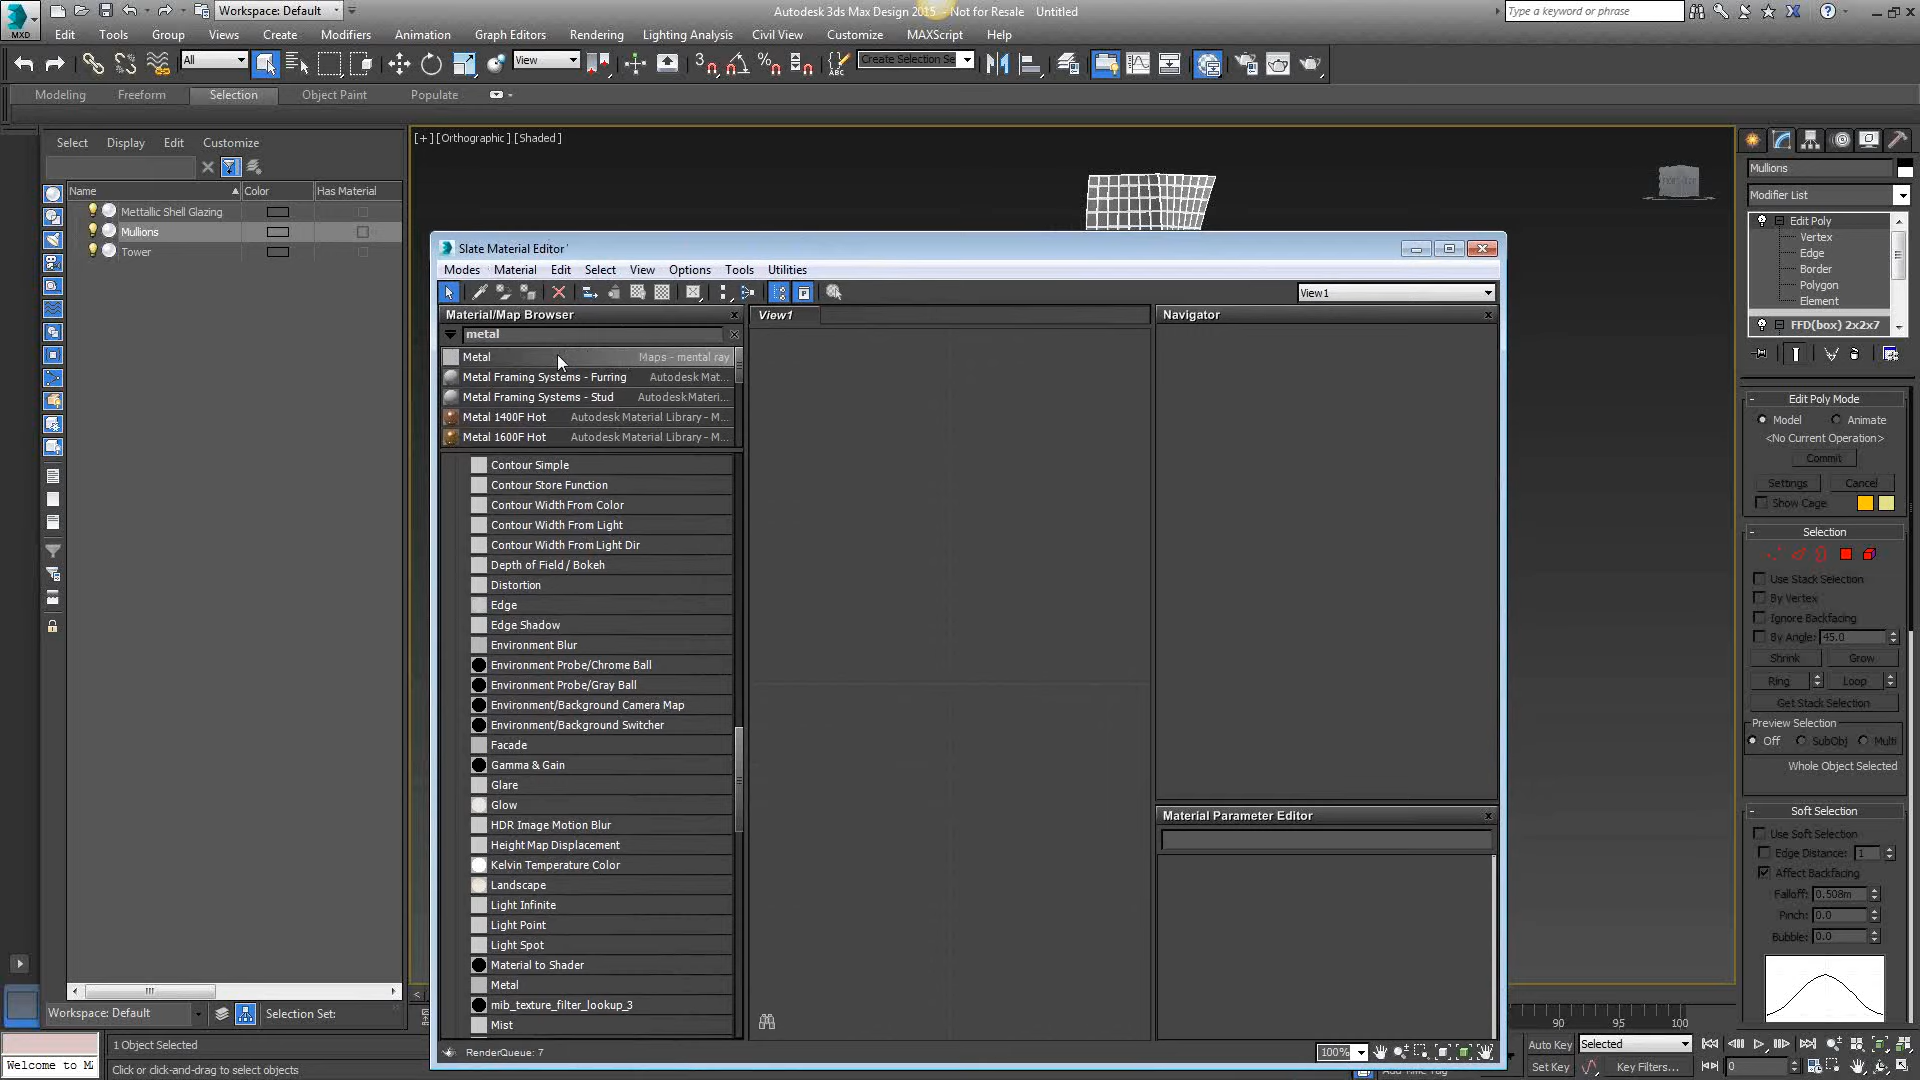 Workspace: Default
Autodesk 3ds Max Design 2015 - Not for Resale Untitled
Type a keyword or phrase
MXD
Edit Tools Group Views Create Modifiers Animation Graph Editors Rendering Lighting Analysis Civil View Customize MAXScript Help
All
View
3
ABC
Create Selection Se
Modeling Freeform Selection Object Paint Populate
Select Display Edit Customize
Name Color Has Material
Mettallic Shell Glazing
Mullions
Tower
[+] [Orthographic] [Shaded]
Slate Material Editor
Modes Material Edit Select View Options Tools Utilities
View1
Material/Map Browser
metal
Metal Maps - mental ray
Metal Framing Systems - Furring Autodesk Mat...
Metal Framing Systems - Stud Autodesk Materi...
Metal 1400F Hot Autodesk Material Library - M...
Metal 1600F Hot Autodesk Material Library - M...
Contour Simple
Contour Store Function
Contour Width From Color
Contour Width From Light
Contour Width From Light Dir
Depth of Field / Bokeh
Distortion
Edge
Edge Shadow
Environment Blur
Environment Probe/Chrome Ball
Environment Probe/Gray Ball
Environment/Background Camera Map
Environment/Background Switcher
Facade
Gamma & Gain
Glare
Glow
HDR Image Motion Blur
Height Map Displacement
Kelvin Temperature Color
Landscape
Light Infinite
Light Point
Light Spot
Material to Shader
Metal
mib_texture_filter_lookup_3
Mist
View1
Navigator
Material Parameter Editor
RenderQueue: 7
100%
Mullions
Modifier List
Edit Poly
Vertex
Edge
Border
Polygon
Element
FFD(box) 2x2x7
Edit Poly Mode
Model Animate
<No Current Operation>
Commit
Settings Cancel
Show Cage
Selection
Use Stack Selection
By Vertex
Ignore Backfacing
By Angle: 45.0
Shrink Grow
Ring Loop
Get Stack Selection
Preview Selection
Off SubObj Multi
Whole Object Selected
Soft Selection
Use Soft Selection
Edge Distance: 1
Affect Backfacing
Falloff: 0.508m
Pinch: 0.0
Bubble: 0.0
Workspace: Default
Selection Set:
90 95 100
1 Object Selected
Welcome to M
Click or click-and-drag to select objects
Auto Key Selected
Set Key Key Filters...
0